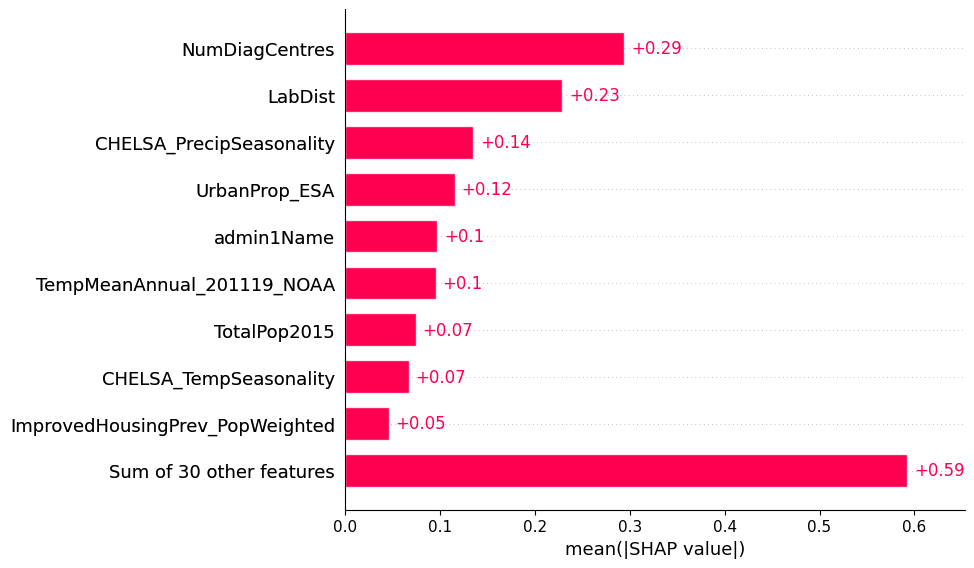 NumDiagCentres +0.29
LabDist +0.23
CHELSA_PrecipSeasonality +0.14
UrbanProp_ESA +0.12
admin1Name +0.1
TempMeanAnnual_201119_NOAA +0.1
TotalPop2015 +0.07
CHELSA_TempSeasonality +0.07
ImprovedHousingPrev_PopWeighted +0.05
Sum of 30 other features +0.59
0.0 0.1 0.2 0.3 0.4 0.5 0.6
mean(|SHAP value|)